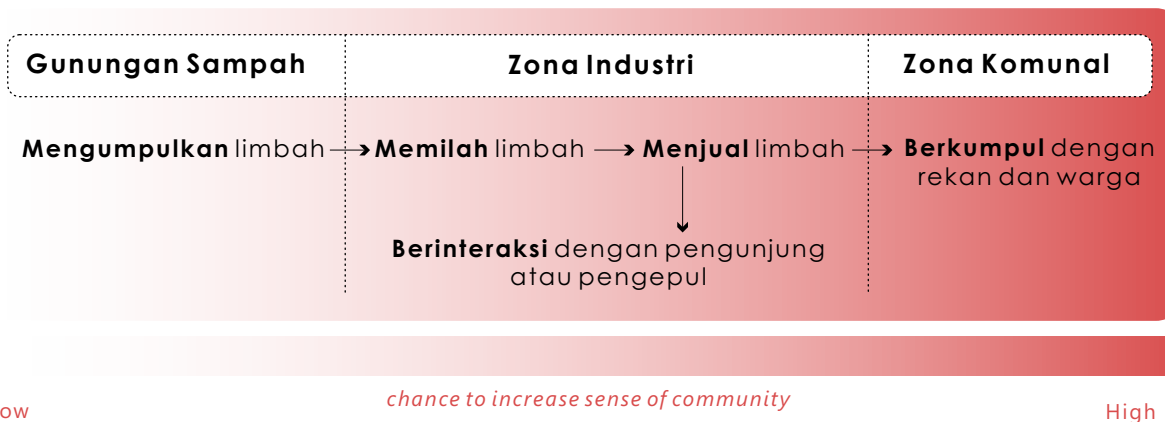 Gunungan Sampah
Zona Industri
Zona Komunal
Mengumpulkan limbah
Memilah limbah
Menjual limbah
Berkumpul dengan
rekan dan warga
Berinteraksi dengan pengunjung
atau pengepul
chance to increase sense of community
ow
High